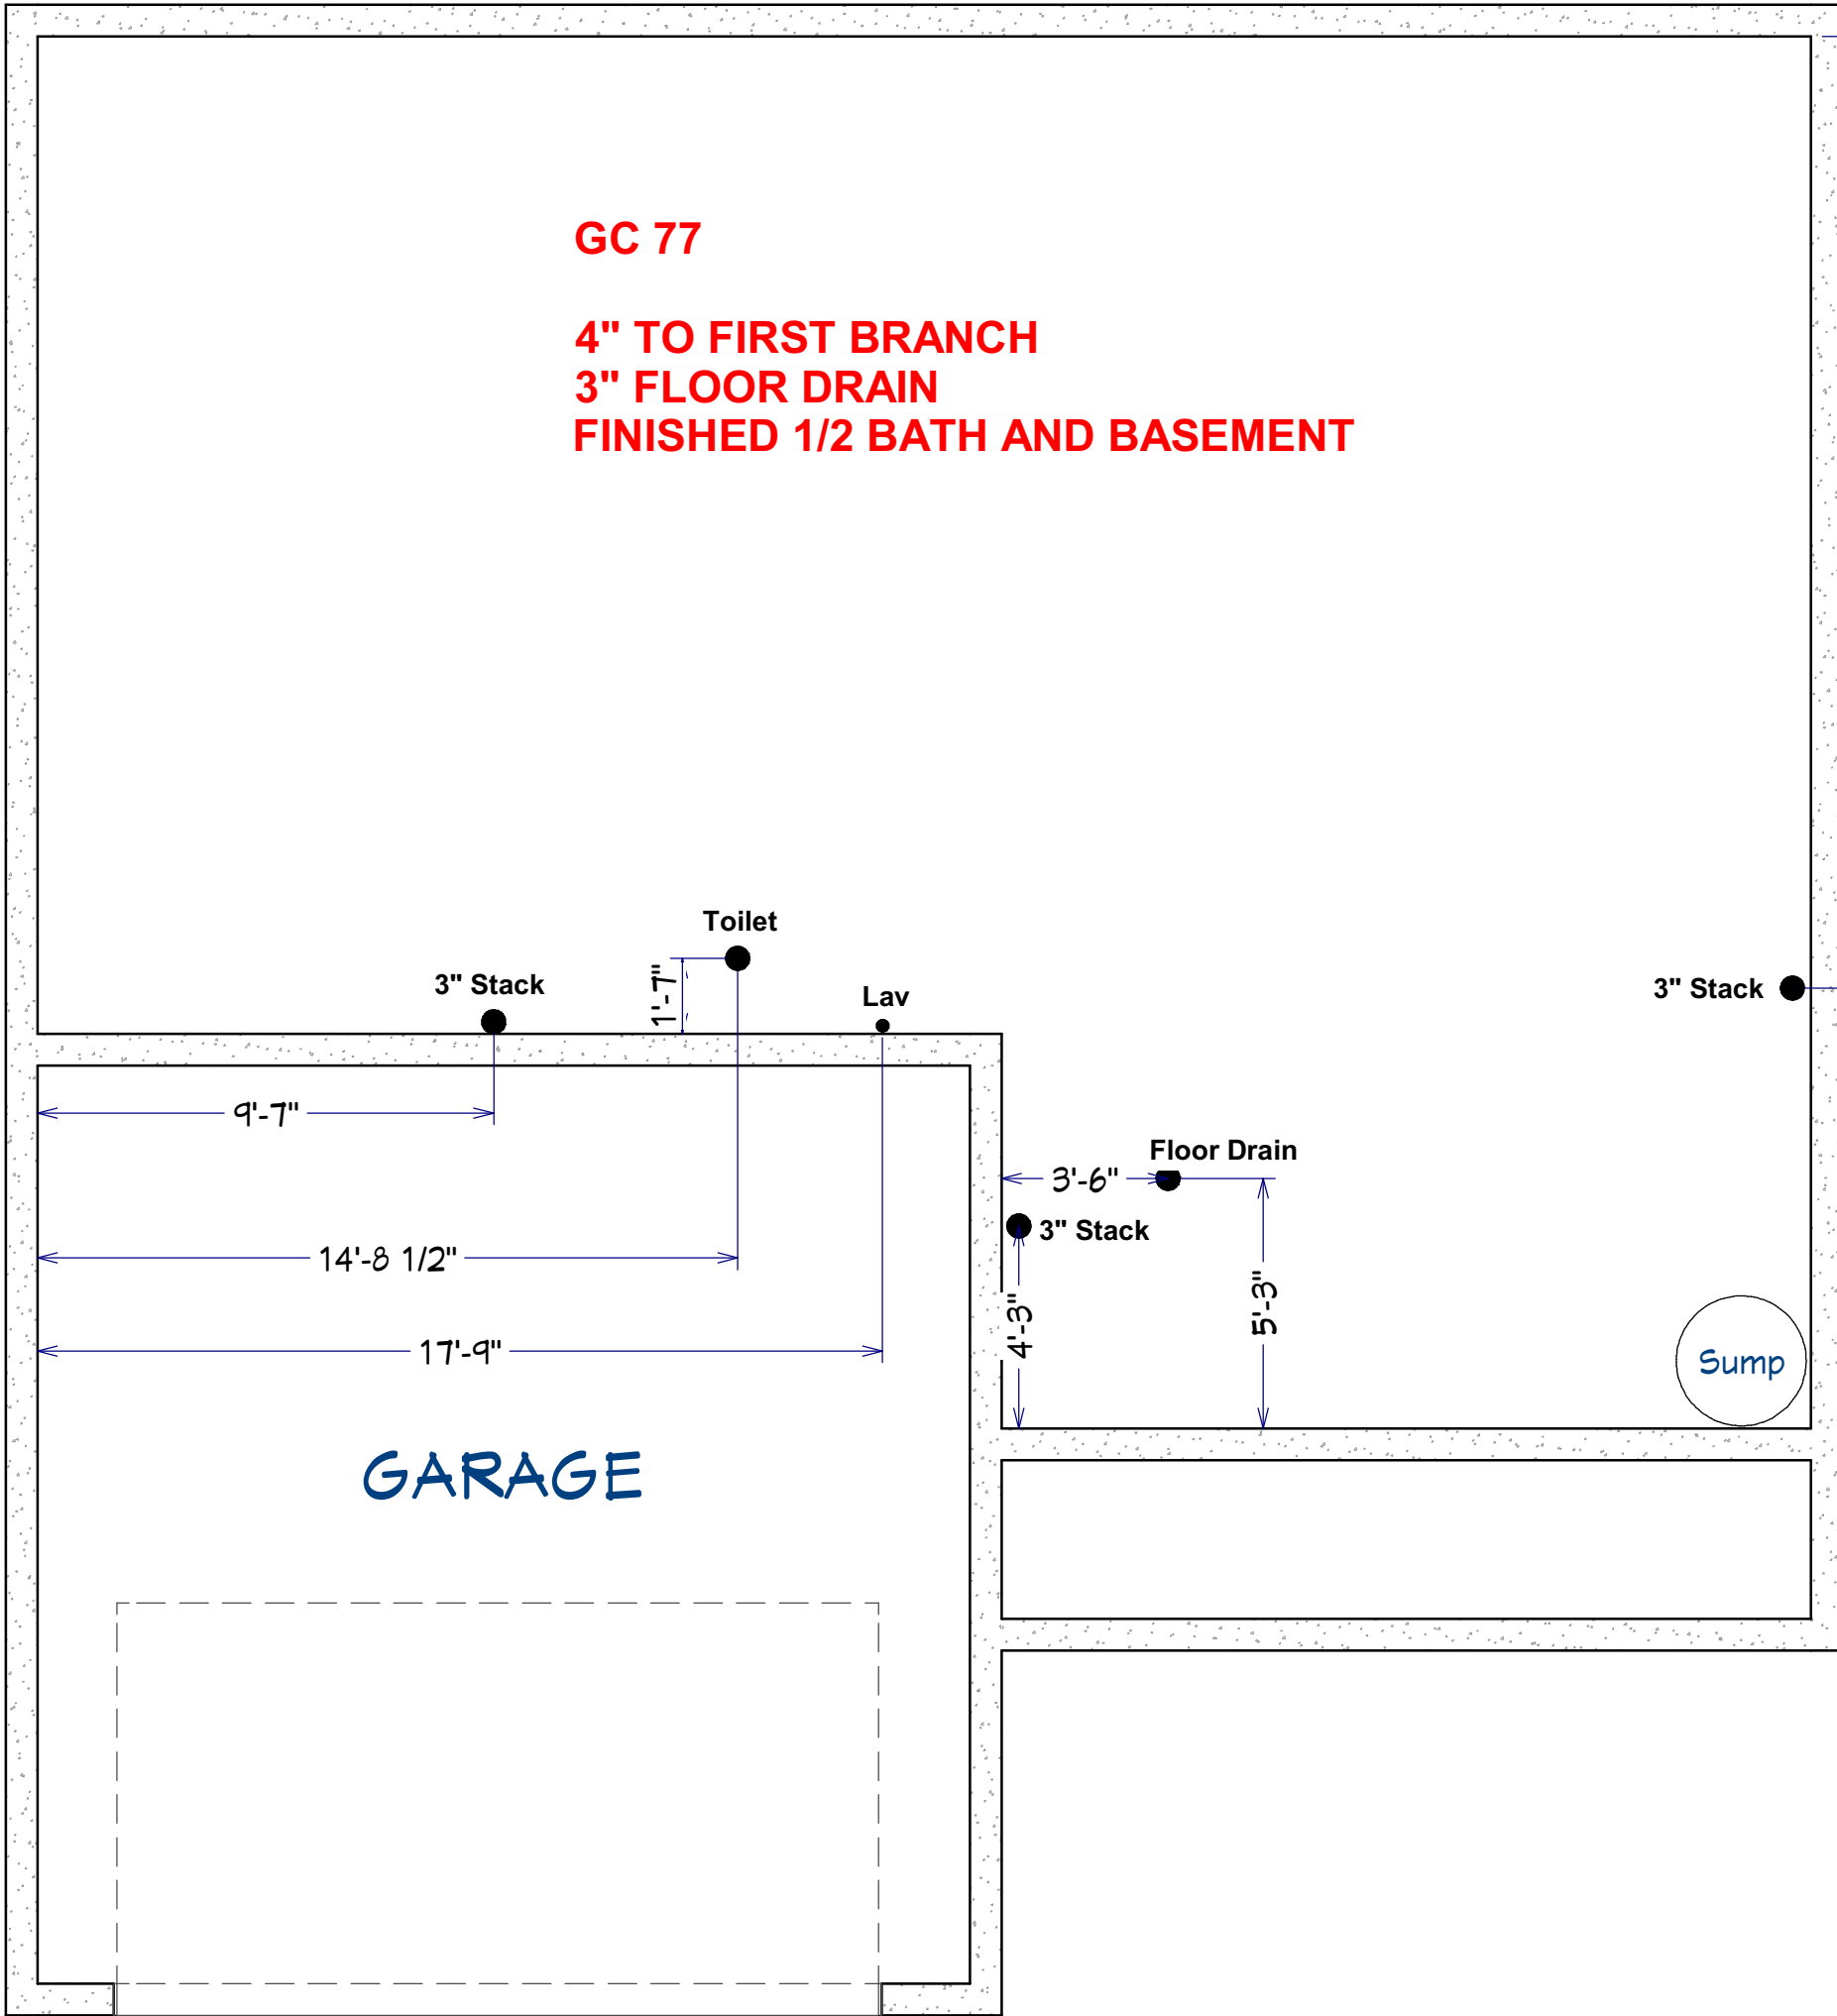 GC 77
4" TO FIRST BRANCH
3" FLOOR DRAIN
FINISHED 1/2 BATH AND BASEMENT
Toilet
3" Stack
1'-7"
Lav
3" Stack
9'-7"
Floor Drain
3'-6"
3" Stack
14'-8 1/2"
4'-3"
5'-3"
17'-9"
Sump
GARAGE